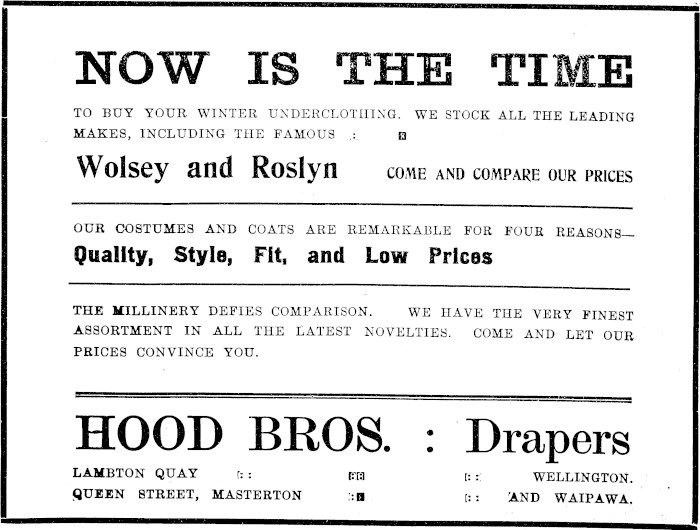 NOW IS THE TIME
TO BUY YOUR WINTER UNDERCLOTHING. WE STOCK ALL THE LEADING
MAKES, INCLUDING THE FAMOUS .:
Wolsey and Roslyn COME AND COMPARE OUR PRICES
OUR COSTUMES AND COATS ARE REMARKABLE FOR FOUR REASONS—
Quality, Style, Fit, and Low Prices
THE MILLINERY DEFIES COMPARISON. WE HAVE THE VERY FINEST
ASSORTMENT IN ALL THE LATEST NOVELTIES. COME AND LET OUR
PRICES CONVINCE YOU.
HOOD BROS. : Drapers
LAMBTON QUAY [:: [::] [:: WELLINGTON.
QUEEN STREET, MASTERTON [:: AND WAIPAWA.